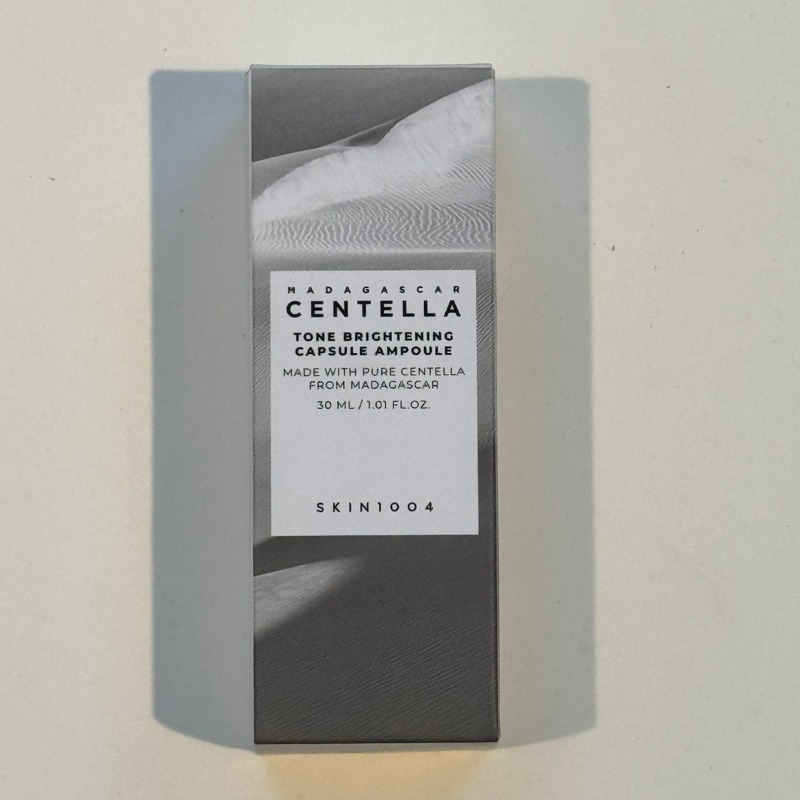 MADAGASCAR
CENTELLA
TONE BRIGHTENING
CAPSULE AMPOULE
MADE WITH PURE CENTELLA
FROM MADAGASCAR
30 ML / 1.01 FL.OZ.
SKIN1004